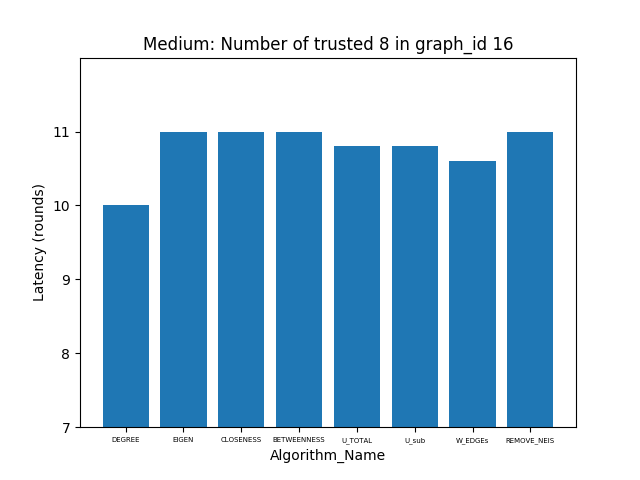 Medium: Number of trusted 8 in graph_id 16
Latency (rounds)
11
10
9
8
7
DEGREE EIGEN CLOSENESS BETWEENNESS U_TOTAL U_sub W_EDGEs REMOVE_NEIS
Algorithm_Name